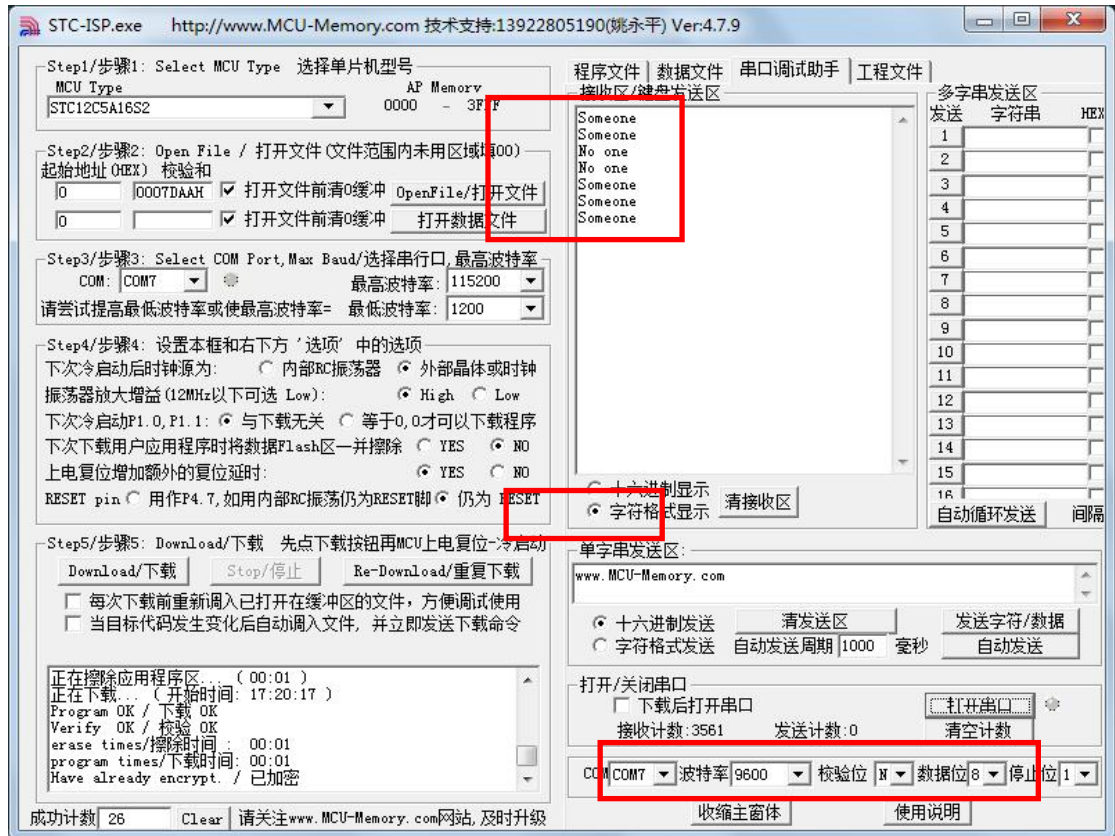 STC-ISP.exe http://www.MCU-Memory.com 技术支持:13922805190(姚永平) Ver:4.7.9
Step1/步骤1: Select MCU Type 选择单片机型号
MCU Type AP Memory
STC12C5A16S2 0000 - 3FFF
Step2/步骤2: Open File / 打开文件(文件范围内未用区域填00)
起始地址(HEX) 校验和
0 0007DAAH 打开文件前清0缓冲 OpenFile/打开文件
0 打开文件前清0缓冲 打开数据文件
Step3/步骤3: Select COM Port,Max Baud/选择串行口,最高波特率
COM: COM7 最高波特率: 115200
请尝试提高最低波特率或使最高波特率= 最低波特率: 1200
Step4/步骤4: 设置本框和右下方 '选项' 中的选项
下次冷启动后时钟源为: 内部RC振荡器 外部晶体或时钟
振荡器放大增益(12MHz以下可选 Low): High Low
下次冷启动P1.0,P1.1: 与下载无关 等于0,0才可以下载程序
下次下载用户应用程序时将数据Flash区一并擦除 YES NO
上电复位增加额外的复位延时: YES NO
RESET pin 用作P4.7,如用内部RC振荡仍为RESET脚 仍为 RESET
Step5/步骤5: Download/下载 先点下载按钮再MCU上电复位-冷启动
Download/下载 Stop/停止 Re-Download/重复下载
每次下载前重新调入已打开在缓冲区的文件，方便调试使用
当目标代码发生变化后自动调入文件，并立即发送下载命令
正在擦除应用程序区... ( 00:01 )
正在下载... ( 开始时间: 17:20:17 )
Program OK / 下载 OK
Verify OK / 校验 OK
erase times/擦除时间 : 00:01
program times/下载时间: 00:01
Have already encrypt. / 已加密
成功计数 26 Clear 请关注www.MCU-Memory.com网站,及时升级
程序文件 数据文件 串口调试助手 工程文件
接收区/键盘发送区
Someone
Someone
No one
No one
Someone
Someone
Someone
十六进制显示
字符格式显示 清接收区
多字串发送区
发送 字符串 HEX
1
2
3
4
5
6
7
8
9
10
11
12
13
14
15
16
自动循环发送 间隔
单字串发送区:
www.MCU-Memory.com
十六进制发送 清发送区 发送字符/数据
字符格式发送 自动发送周期 1000 毫秒 自动发送
打开/关闭串口
下载后打开串口 打开串口
接收计数:3561 发送计数:0 清空计数
COM COM7 波特率 9600 校验位 N 数据位 8 停止位 1
收缩主窗体 使用说明